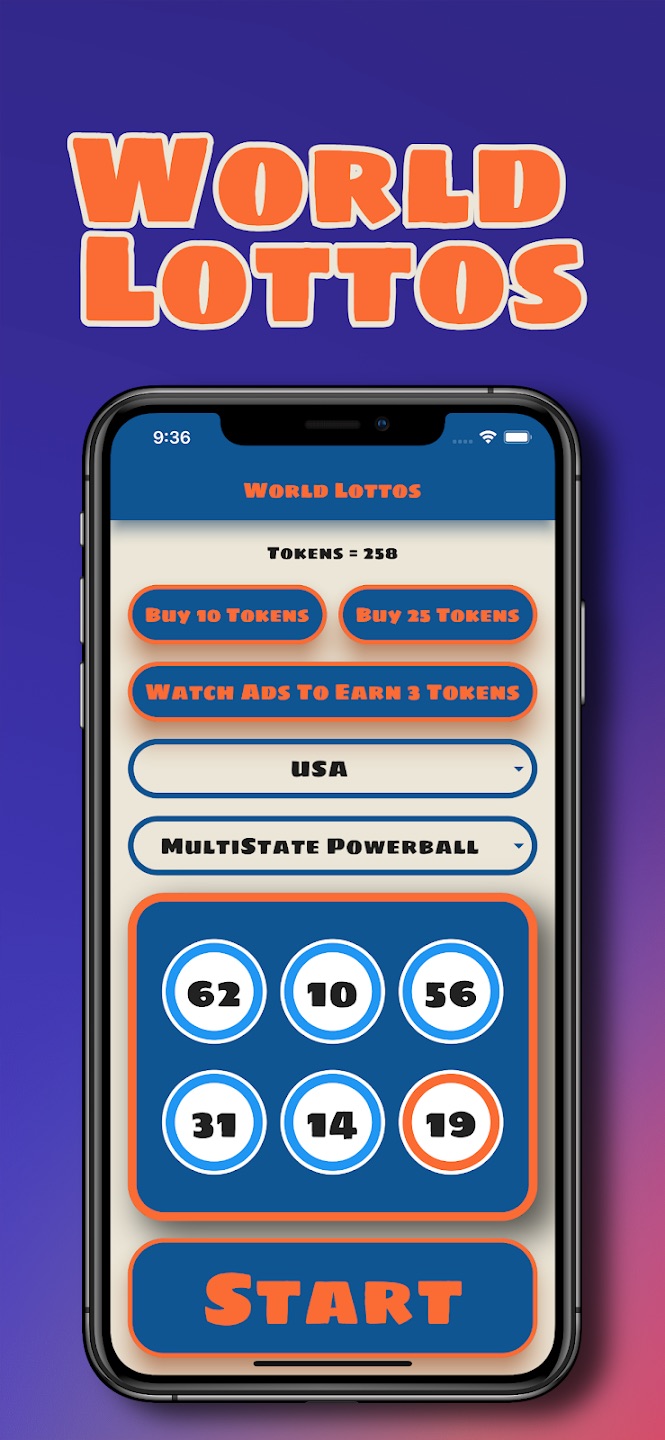 World
Lottos
9:36
World Lottos
Tokens = 258
Buy 10 Tokens
Buy 25 Tokens
Watch Ads To Earn 3 Tokens
USA
MultiState Powerball
62 10 56
31 14 19
Start